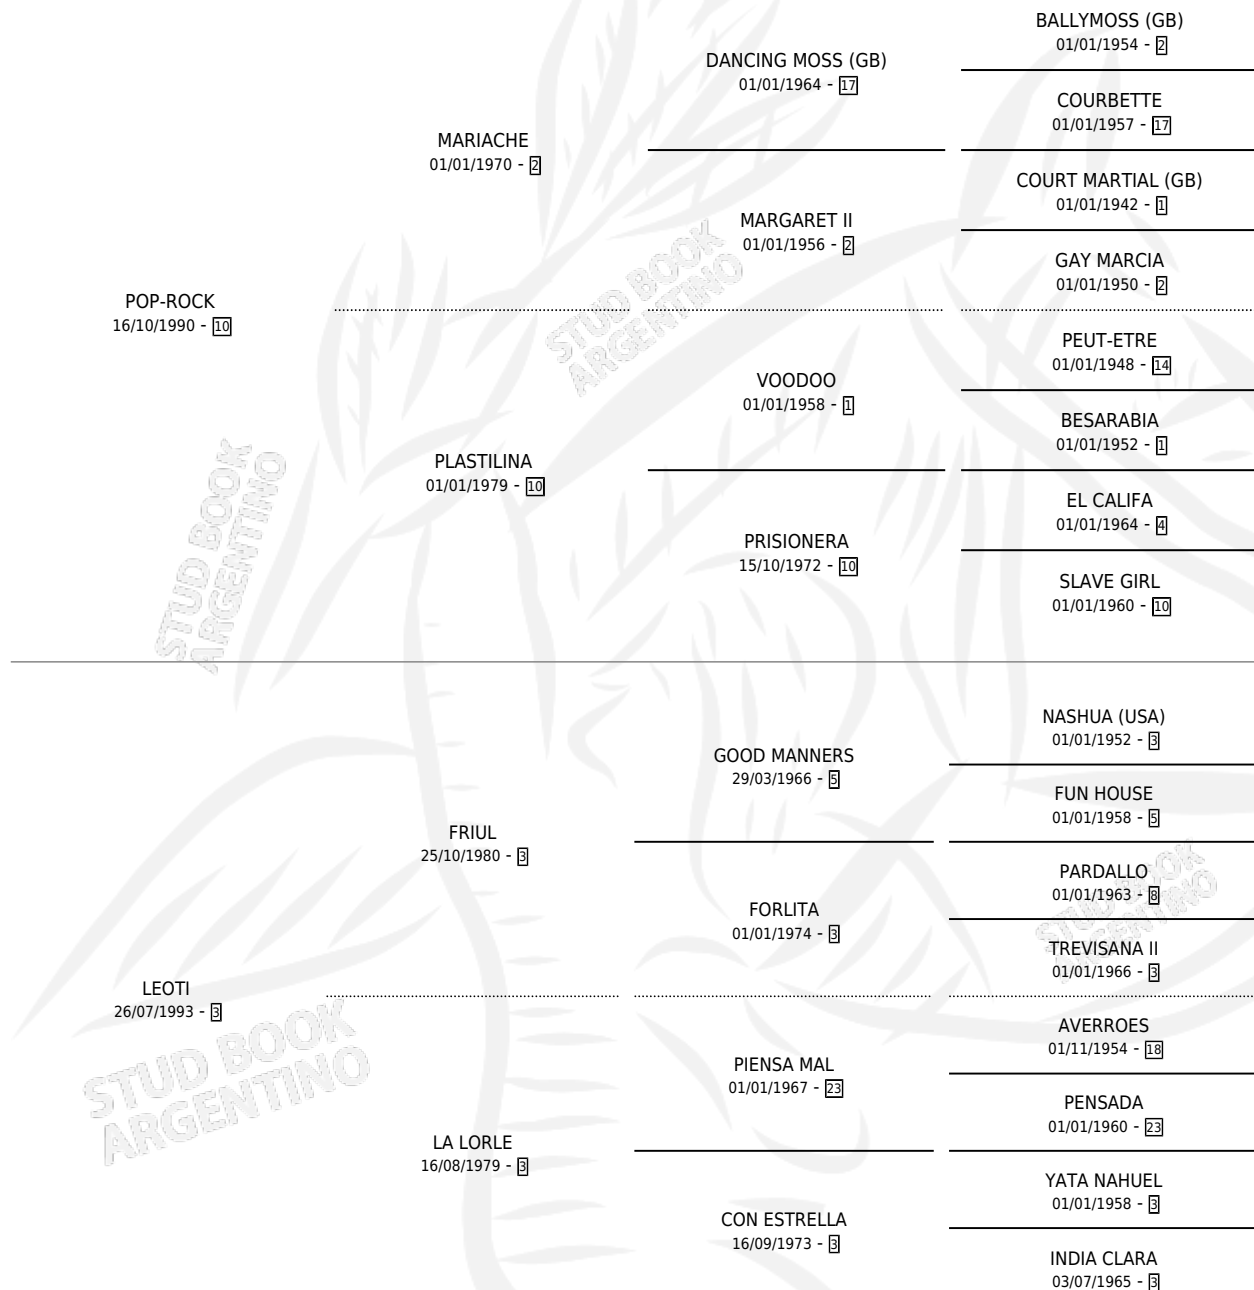 BALLYMOSS (GB)
01/01/1954 - 2
DANCING MOSS (GB)
01/01/1964 - 17
COURBETTE
01/01/1957 - 17
MARIACHE
01/01/1970 - 2
COURT MARTIAL (GB)
01/01/1942 - 1
MARGARET II
01/01/1956 - 2
GAY MARCIA
01/01/1950 - 2
POP-ROCK
16/10/1990 - 10
PEUT-ETRE
01/01/1948 - 14
VOODOO
01/01/1958 - 1
BESARABIA
01/01/1952 - 1
PLASTILINA
01/01/1979 - 10
EL CALIFA
01/01/1964 - 4
PRISIONERA
15/10/1972 - 10
SLAVE GIRL
01/01/1960 - 10
NASHUA (USA)
01/01/1952 - 3
GOOD MANNERS
29/03/1966 - 5
FUN HOUSE
01/01/1958 - 5
FRIUL
25/10/1980 - 3
PARDALLO
01/01/1963 - 8
FORLITA
01/01/1974 - 3
TREVISANA II
01/01/1966 - 3
LEOTI
26/07/1993 - 3
AVERROES
01/11/1954 - 18
PIENSA MAL
01/01/1967 - 23
PENSADA
01/01/1960 - 23
LA LORLE
16/08/1979 - 3
YATA NAHUEL
01/01/1958 - 3
CON ESTRELLA
16/09/1973 - 3
INDIA CLARA
03/07/1965 - 3
STUD BOOK
ARGENTINO
STUD BOOK
ARGENTINO
STUD BOOK
ARGENTINO
STUD BOOK
ARGENTINO